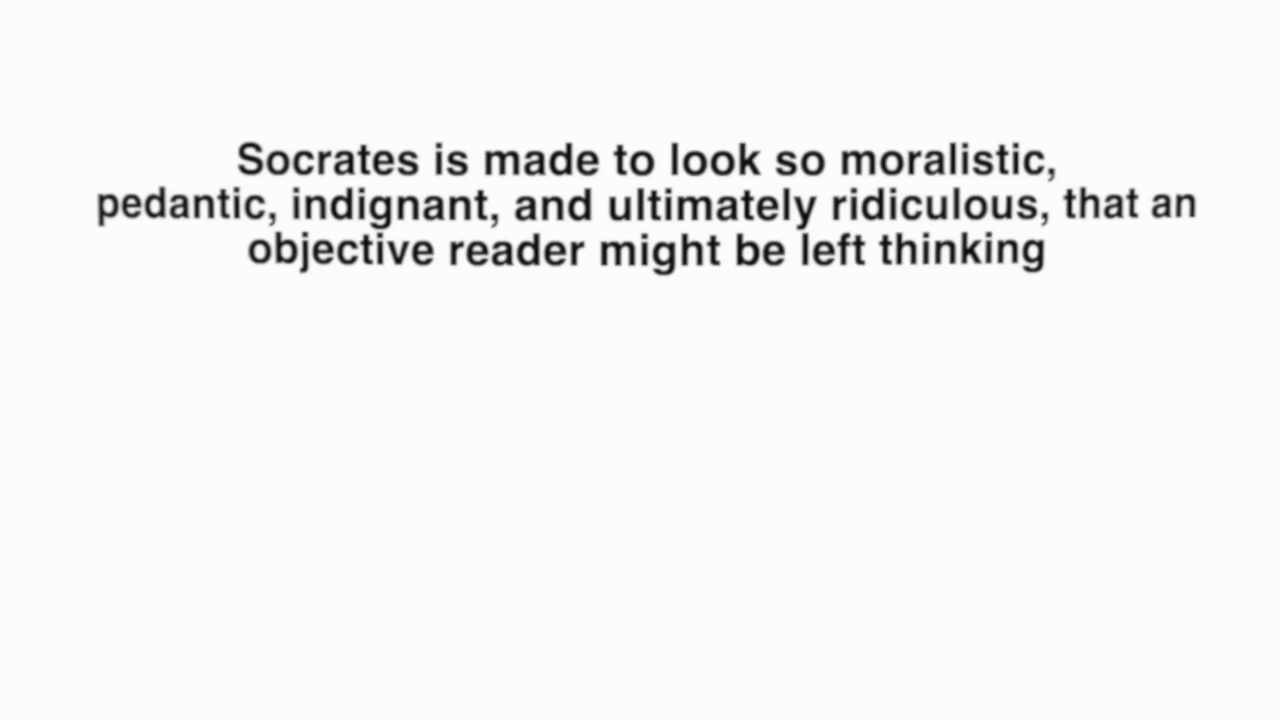 Socrates is made to look so moralistic,
pedantic, indignant, and ultimately ridiculous, that an
objective reader might be left thinking